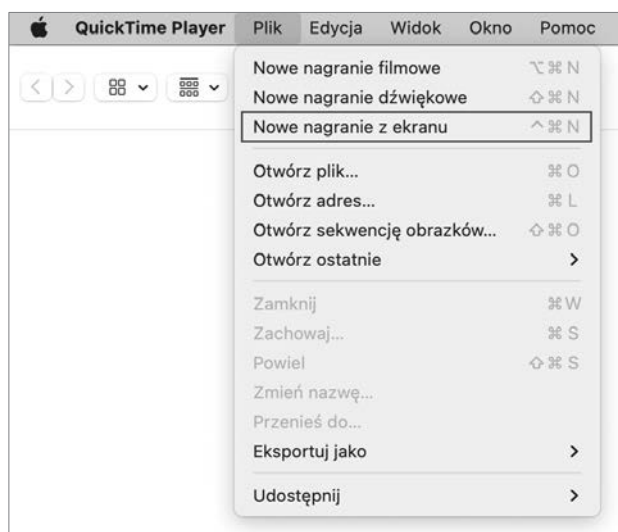 QuickTime Player Plik Edycja Widok Okno Pomoc
Nowe nagranie filmowe ⌥⌘N
Nowe nagranie dźwiękowe ⇧⌘N
Nowe nagranie z ekranu ^⌘N
Otwórz plik... ⌘O
Otwórz adres... ⌘L
Otwórz sekwencję obrazków... ⇧⌘O
Otwórz ostatnie >
Zamknij ⌘W
Zachowaj... ⌘S
Powiel ⇧⌘S
Zmień nazwę...
Przenieś do...
Eksportuj jako >
Udostępnij >